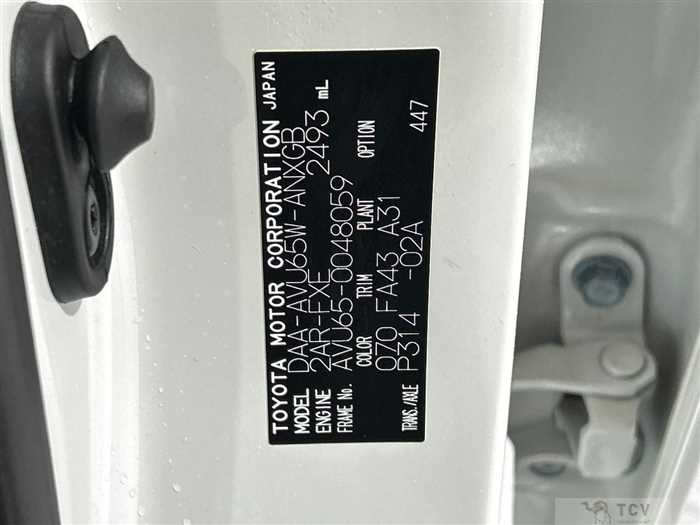 TOYOTA MOTOR CORPORATION JAPAN
MODEL DAA-AVU65W-ANXGB
ENGINE 2AR-FXE 2493 mL
FRAME No. AVU65-0048059
COLOR TRIM PLANT OPTION
070 FA43 A31
TRANS./AXLE P314 -02A 447
TCV